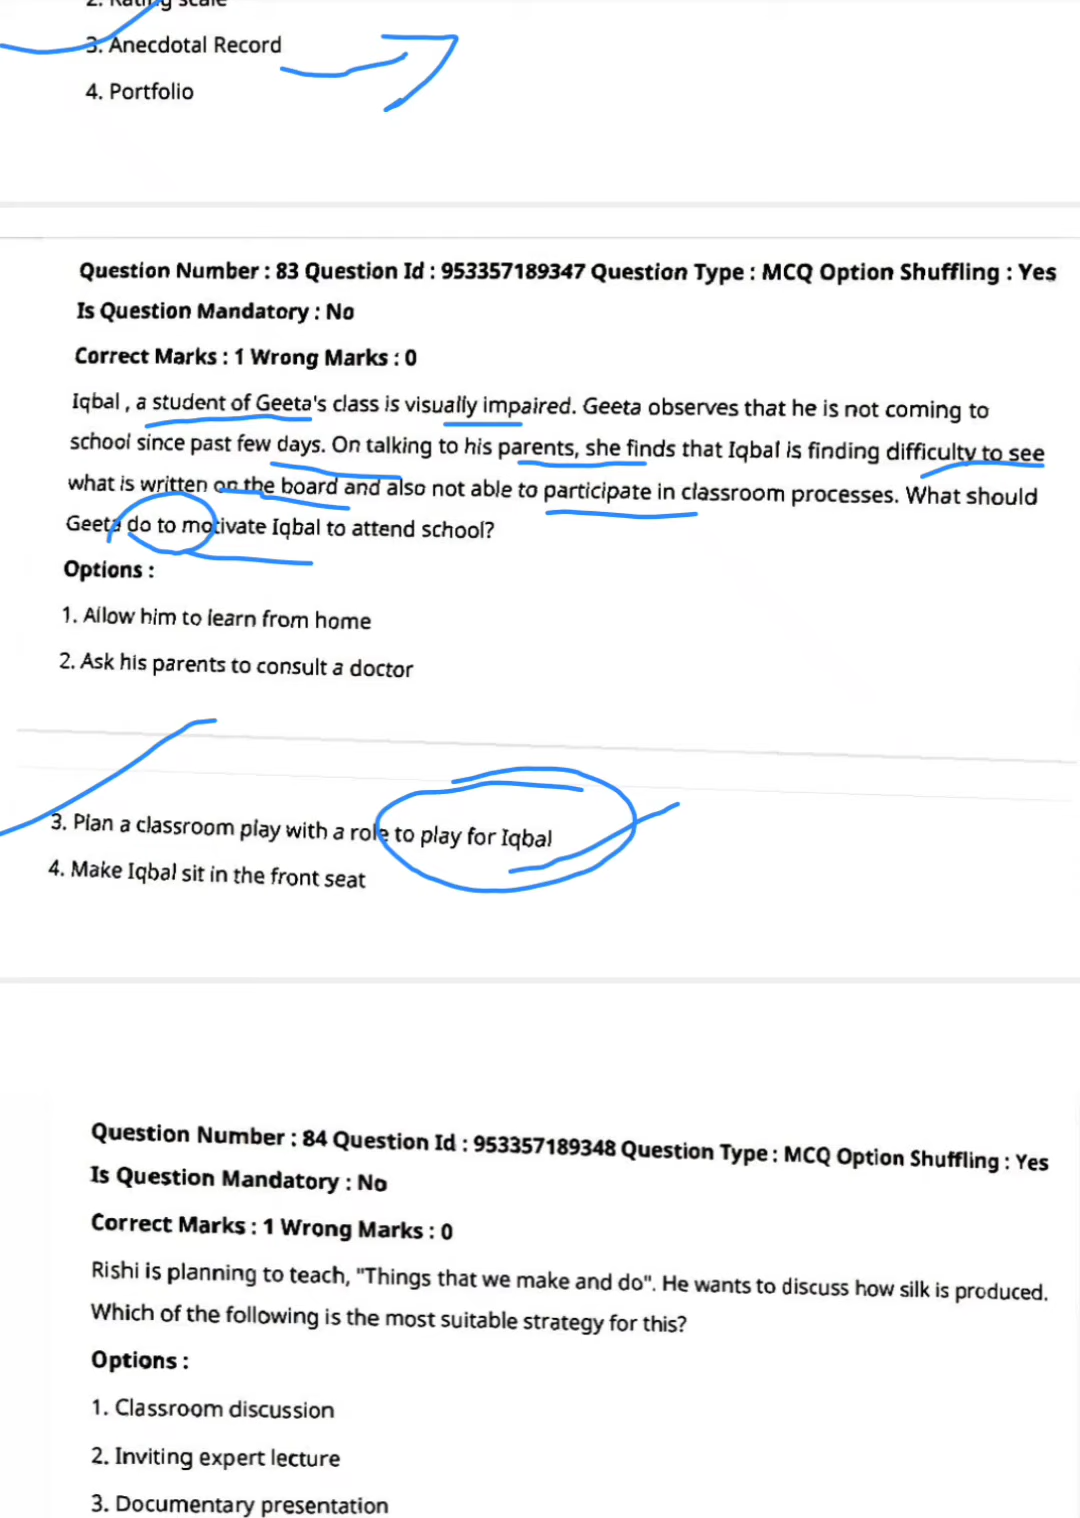 2. Rating scale
3. Anecdotal Record
4. Portfolio
Question Number : 83 Question Id : 953357189347 Question Type : MCQ Option Shuffling : Yes
Is Question Mandatory : No
Correct Marks : 1 Wrong Marks : 0
Iqbal , a student of Geeta's class is visually impaired. Geeta observes that he is not coming to
school since past few days. On talking to his parents, she finds that Iqbal is finding difficulty to see
what is written on the board and also not able to participate in classroom processes. What should
Geeta do to motivate Iqbal to attend school?
Options :
1. Allow him to learn from home
2. Ask his parents to consult a doctor
3. Plan a classroom play with a role to play for Iqbal
4. Make Iqbal sit in the front seat
Question Number : 84 Question Id : 953357189348 Question Type : MCQ Option Shuffling : Yes
Is Question Mandatory : No
Correct Marks : 1 Wrong Marks : 0
Rishi is planning to teach, "Things that we make and do". He wants to discuss how silk is produced.
Which of the following is the most suitable strategy for this?
Options :
1. Classroom discussion
2. Inviting expert lecture
3. Documentary presentation